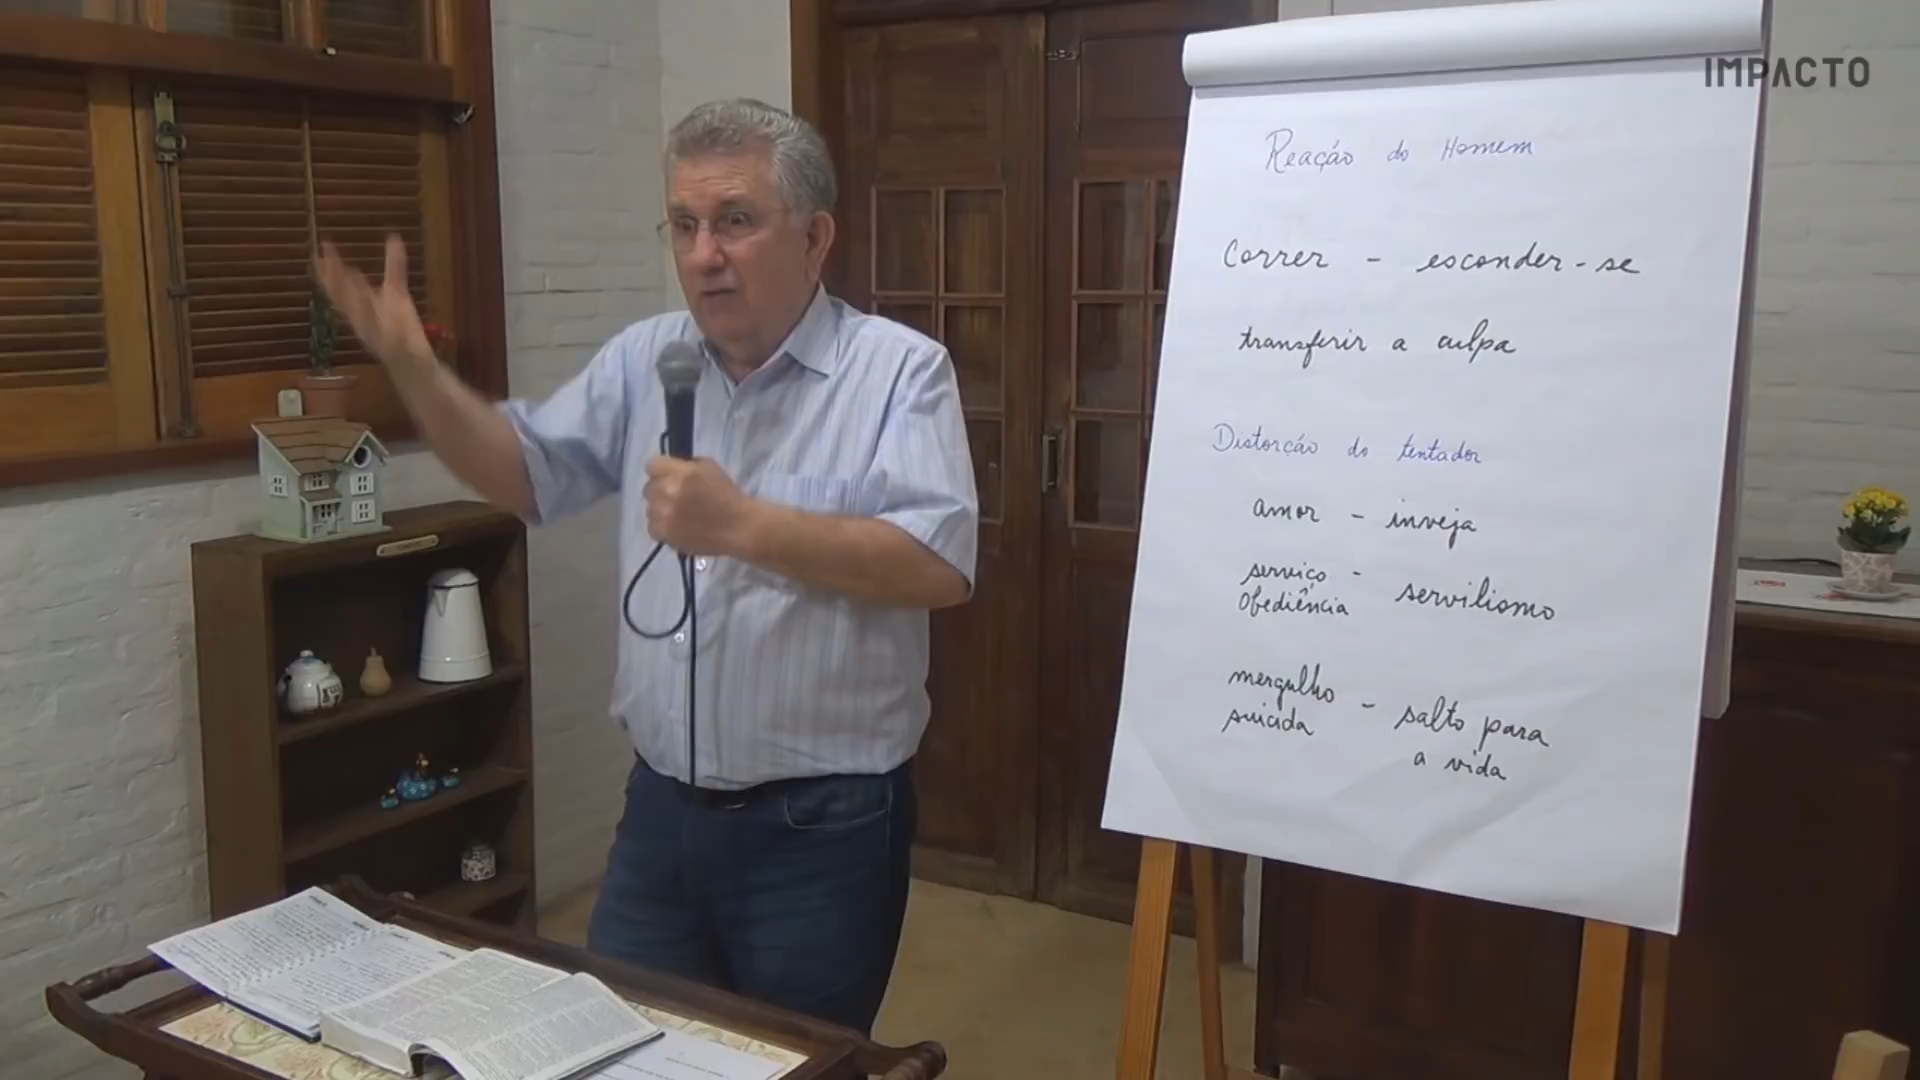 IMPACTO
Reação do Homem
Correr - esconder-se
transferir a culpa
Distorção do tentador
amor - inveja
serviço -
Obediência servilismo
mergulho
suicida - salto para
a vida